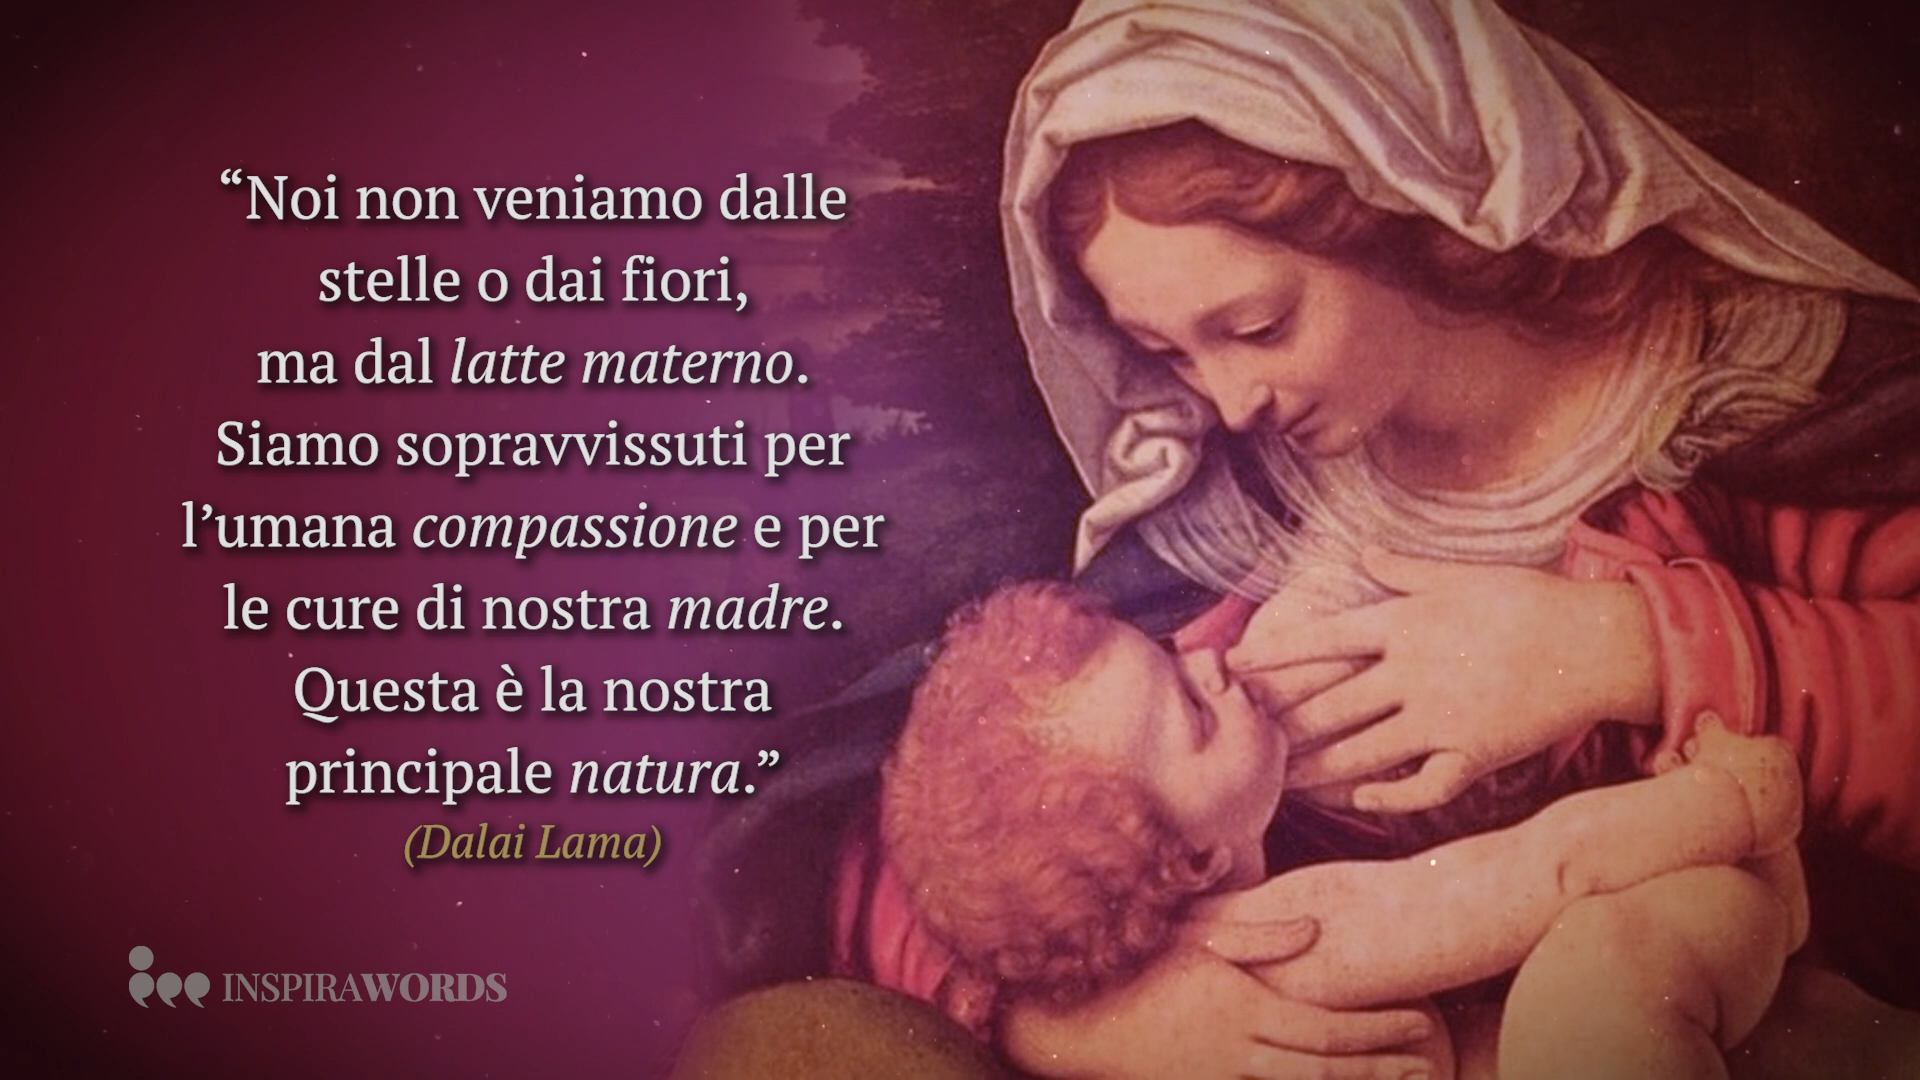 “Noi non veniamo dalle
stelle o dai fiori,
ma dal latte materno.
Siamo sopravvissuti per
l’umana compassione e per
le cure di nostra madre.
Questa è la nostra
principale natura.”
(Dalai Lama)
INSPIRAWORDS